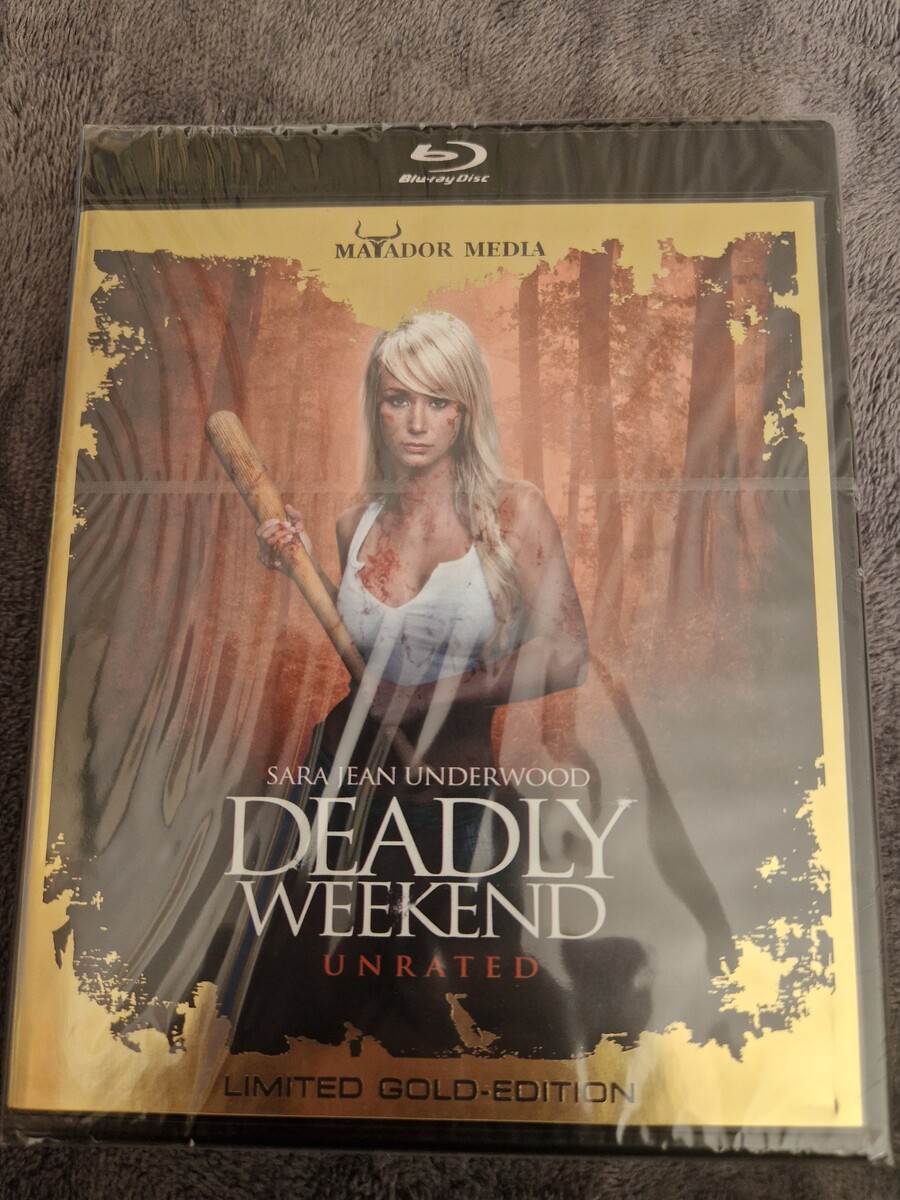 Blu-ray Disc
MATADOR MEDIA
SARA JEAN UNDERWOOD
DEADLY
WEEKEND
UNRATED
LIMITED GOLD-EDITION